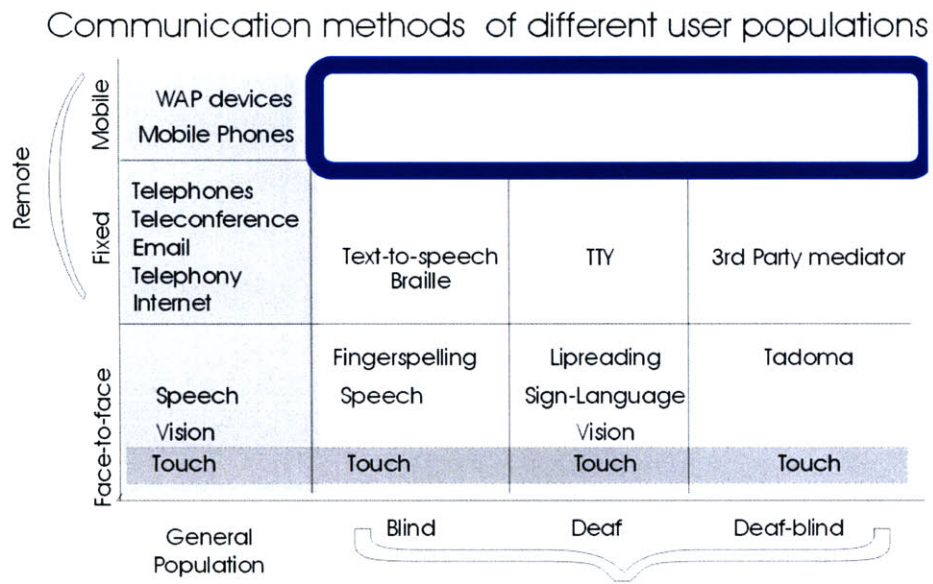 Communication methods of different user populations
Remote
Mobile
WAP devices
Mobile Phones
Fixed
Telephones
Teleconference
Email
Telephony
Internet
Text-to-speech
Braille
TTY
3rd Party mediator
Face-to-face
Speech
Vision
Touch
Fingerspelling
Speech
Touch
Lipreading
Sign-Language
Vision
Touch
Tadoma
Touch
General
Population
Blind
Deaf
Deaf-blind